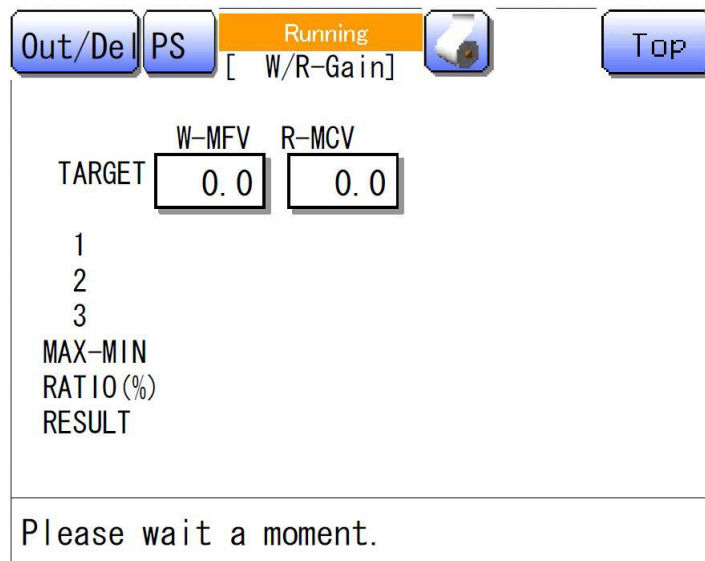 Out/Del PS Running Top
[ W/R-Gain]
W-MFV R-MCV
TARGET 0.0 0.0
1
2
3
MAX-MIN
RATIO(%)
RESULT
Please wait a moment.